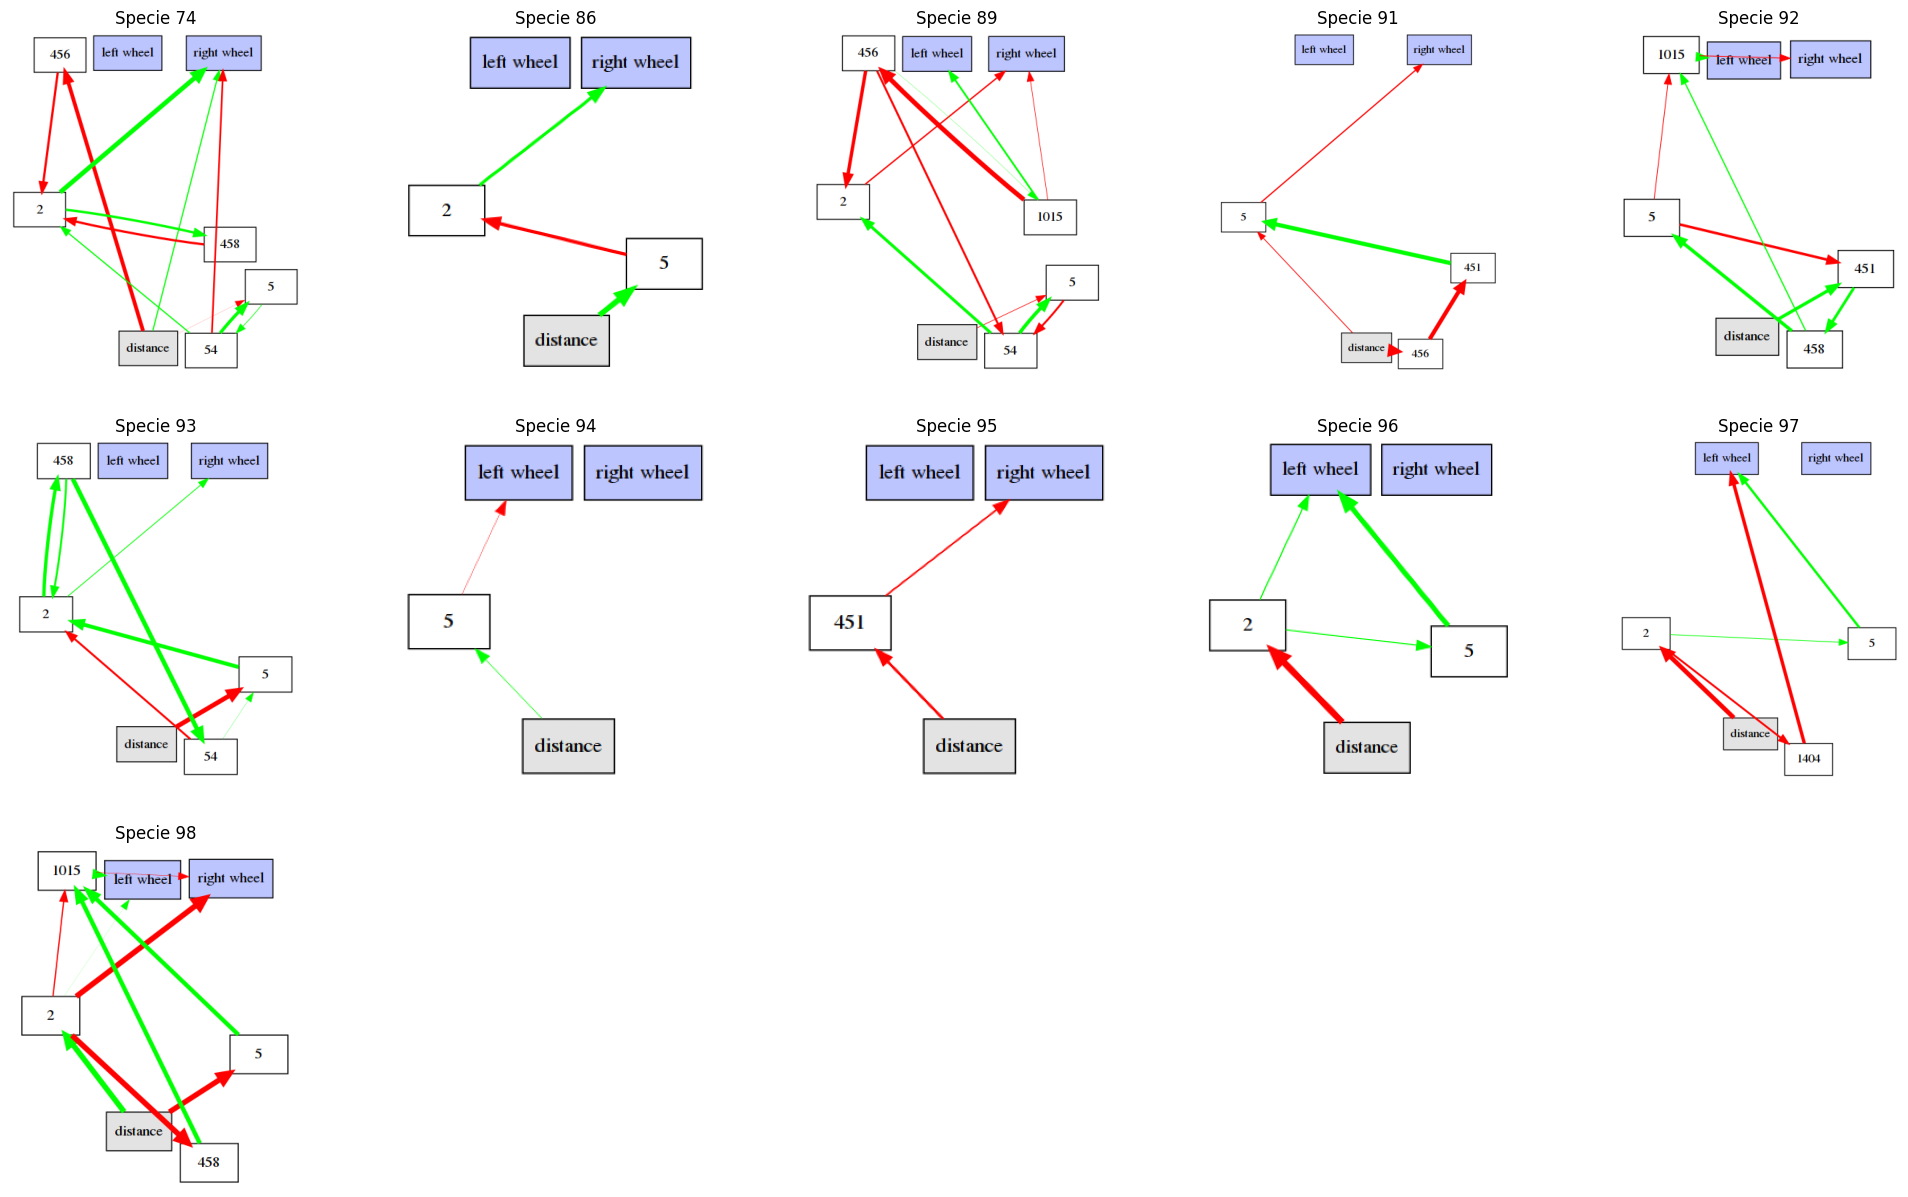 Specie 74
456
left wheel
right wheel
2
458
5
distance
54
Specie 86
left wheel
right wheel
2
5
distance
Specie 89
456
left wheel
right wheel
2
1015
5
distance
54
Specie 91
left wheel
right wheel
5
451
distance
456
Specie 92
1015
left wheel
right wheel
5
451
distance
458
Specie 93
458
left wheel
right wheel
2
5
distance
54
Specie 94
left wheel
right wheel
5
distance
Specie 95
left wheel
right wheel
451
distance
Specie 96
left wheel
right wheel
2
5
distance
Specie 97
left wheel
right wheel
2
5
distance
1404
Specie 98
1015
left wheel
right wheel
2
5
distance
458